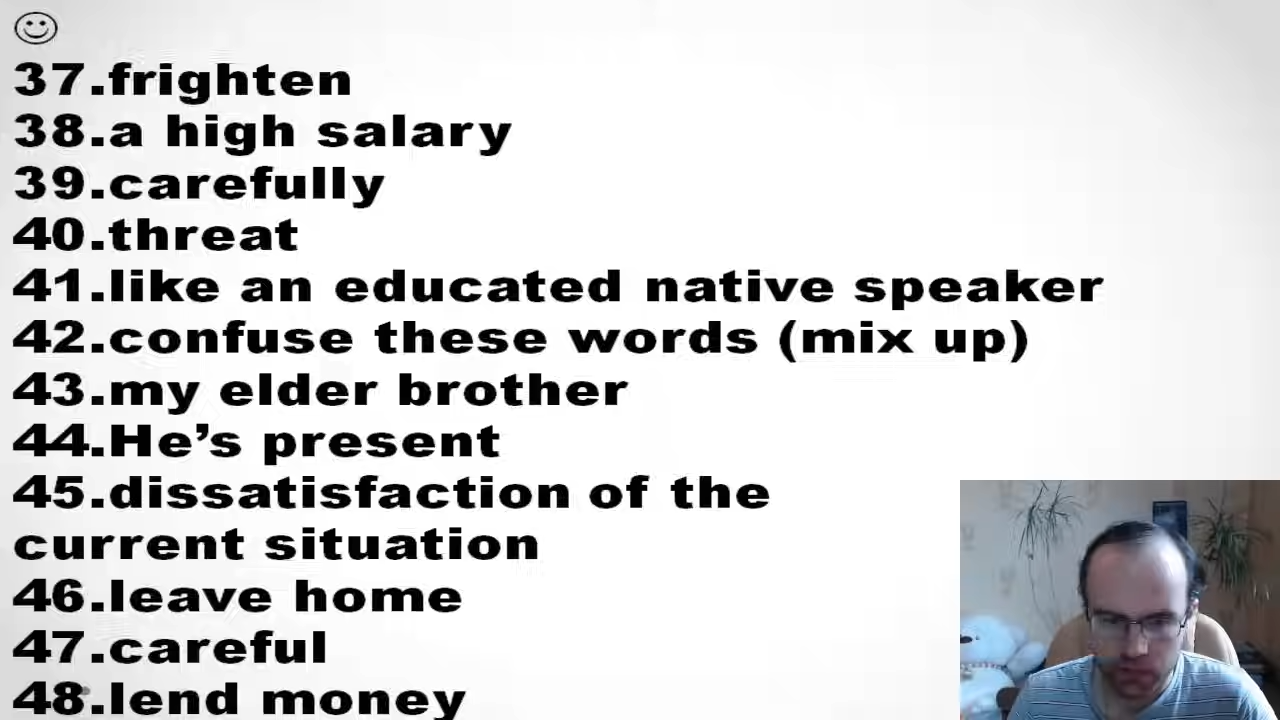 37.frighten
38.a high salary
39.carefully
40.threat
41.like an educated native speaker
42.confuse these words (mix up)
43.my elder brother
44.He’s present
45.dissatisfaction of the
current situation
46.leave home
47.careful
48.lend money